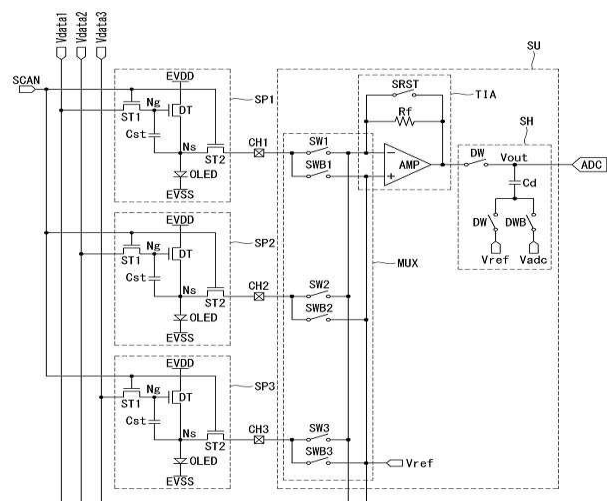 Vdata1
Vdata2
Vdata3
SCAN
EVDD
SP1
Ng
DT
ST1
Cst
Ns
ST2
CH1
OLED
EVSS
SU
SRST
TIA
Rf
SW1
SWB1
AMP
-
+
DW
SH
Vout
ADC
Cd
DW
DWB
Vref
Vadc
MUX
EVDD
SP2
Ng
DT
ST1
Cst
Ns
ST2
CH2
SW2
SWB2
OLED
EVSS
EVDD
SP3
Ng
DT
ST1
Cst
Ns
ST2
CH3
SW3
SWB3
Vref
OLED
EVSS